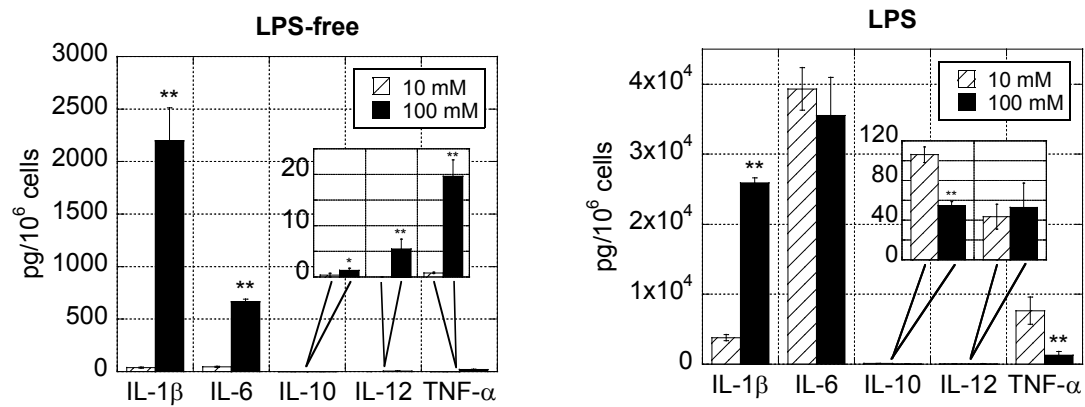 LPS-free
3000
2500
2000
1500
1000
500
0
pg/10⁶ cells
10 mM
100 mM
**
**
20
10
0
*
**
**
IL-1β IL-6 IL-10 IL-12 TNF-α
LPS
4x10⁴
3x10⁴
2x10⁴
1x10⁴
0
pg/10⁶ cells
10 mM
100 mM
**
120
80
40
0
**
**
IL-1β IL-6 IL-10 IL-12 TNF-α